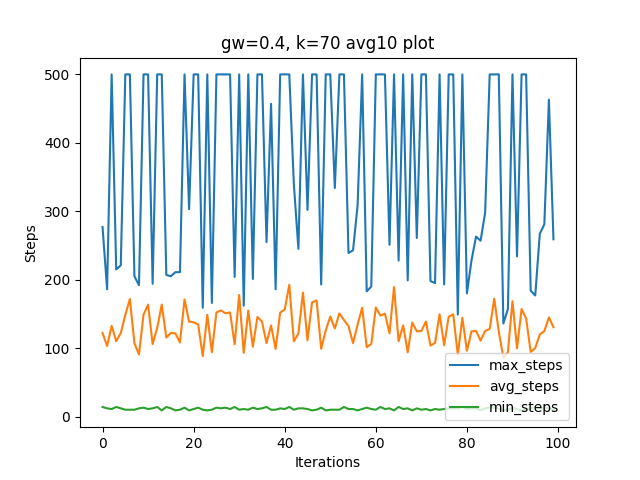 gw=0.4, k=70 avg10 plot
500
400
300
200
100
0
Steps
0 20 40 60 80 100
Iterations
max_steps
avg_steps
min_steps